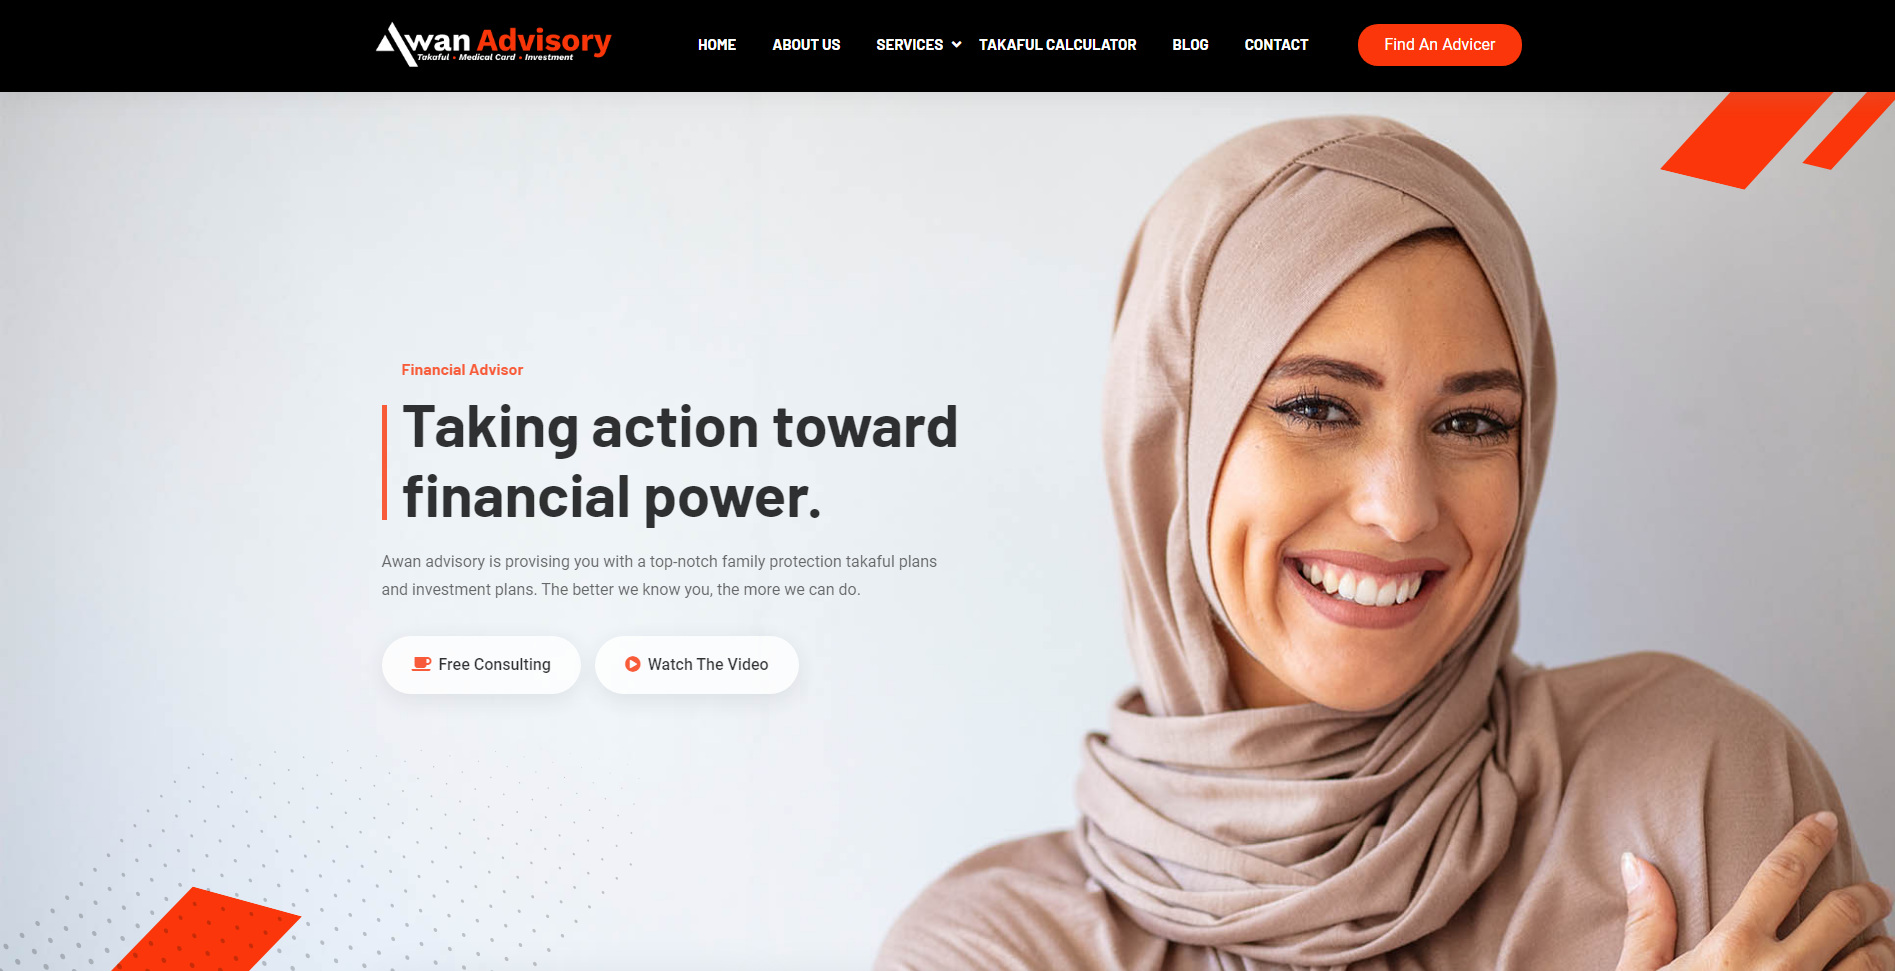 Awan Advisory
Takaful • Medical Card • Investment
HOME ABOUT US SERVICES TAKAFUL CALCULATOR BLOG CONTACT Find An Advicer
Financial Advisor
Taking action toward
financial power.
Awan advisory is provising you with a top-notch family protection takaful plans
and investment plans. The better we know you, the more we can do.
Free Consulting Watch The Video